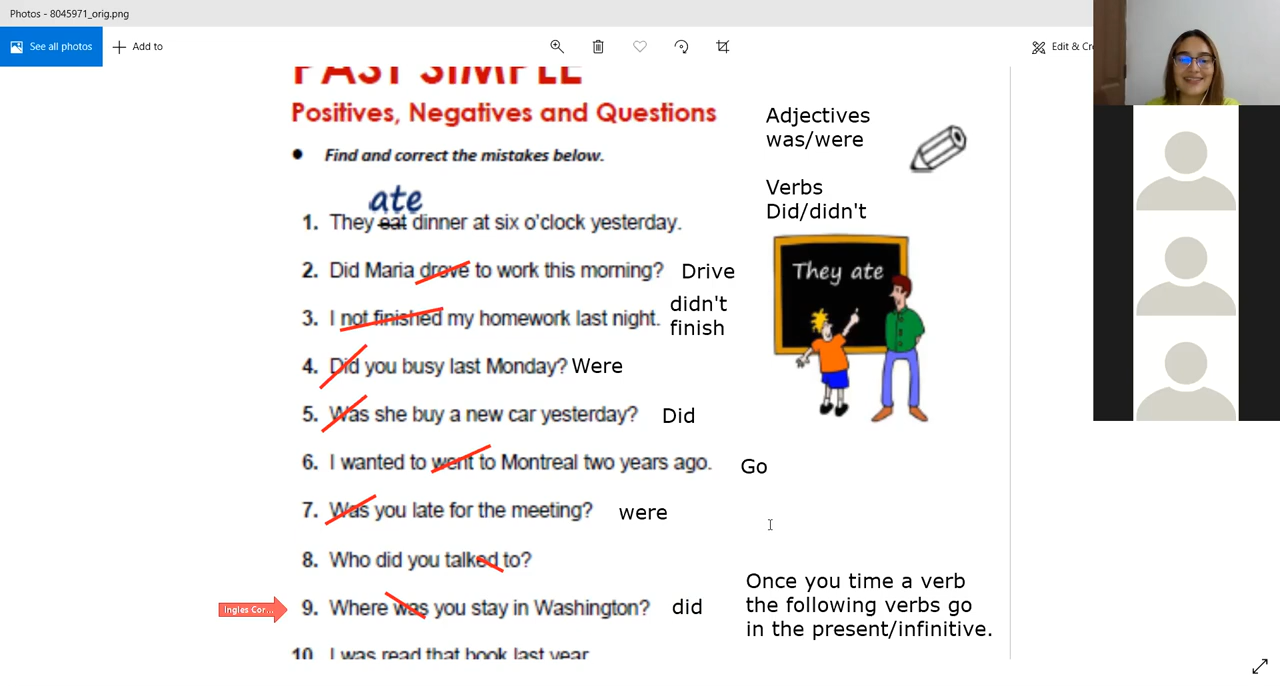 Photos - 8045971_orig.png
See all photos
Add to
Edit & Cr
PAST SIMPLE
Positives, Negatives and Questions
Adjectives
was/were
Find and correct the mistakes below.
Verbs
Did/didn't
ate
1. They eat dinner at six o'clock yesterday.
They ate
2. Did Maria drove to work this morning? Drive
3. I not finished my homework last night.
didn't
finish
4. Did you busy last Monday? Were
5. Was she buy a new car yesterday? Did
6. I wanted to went to Montreal two years ago. Go
7. Was you late for the meeting? were
8. Who did you talked to?
Ingles Cor...
9. Where was you stay in Washington? did
Once you time a verb
the following verbs go
in the present/infinitive.
10. I was read that book last year